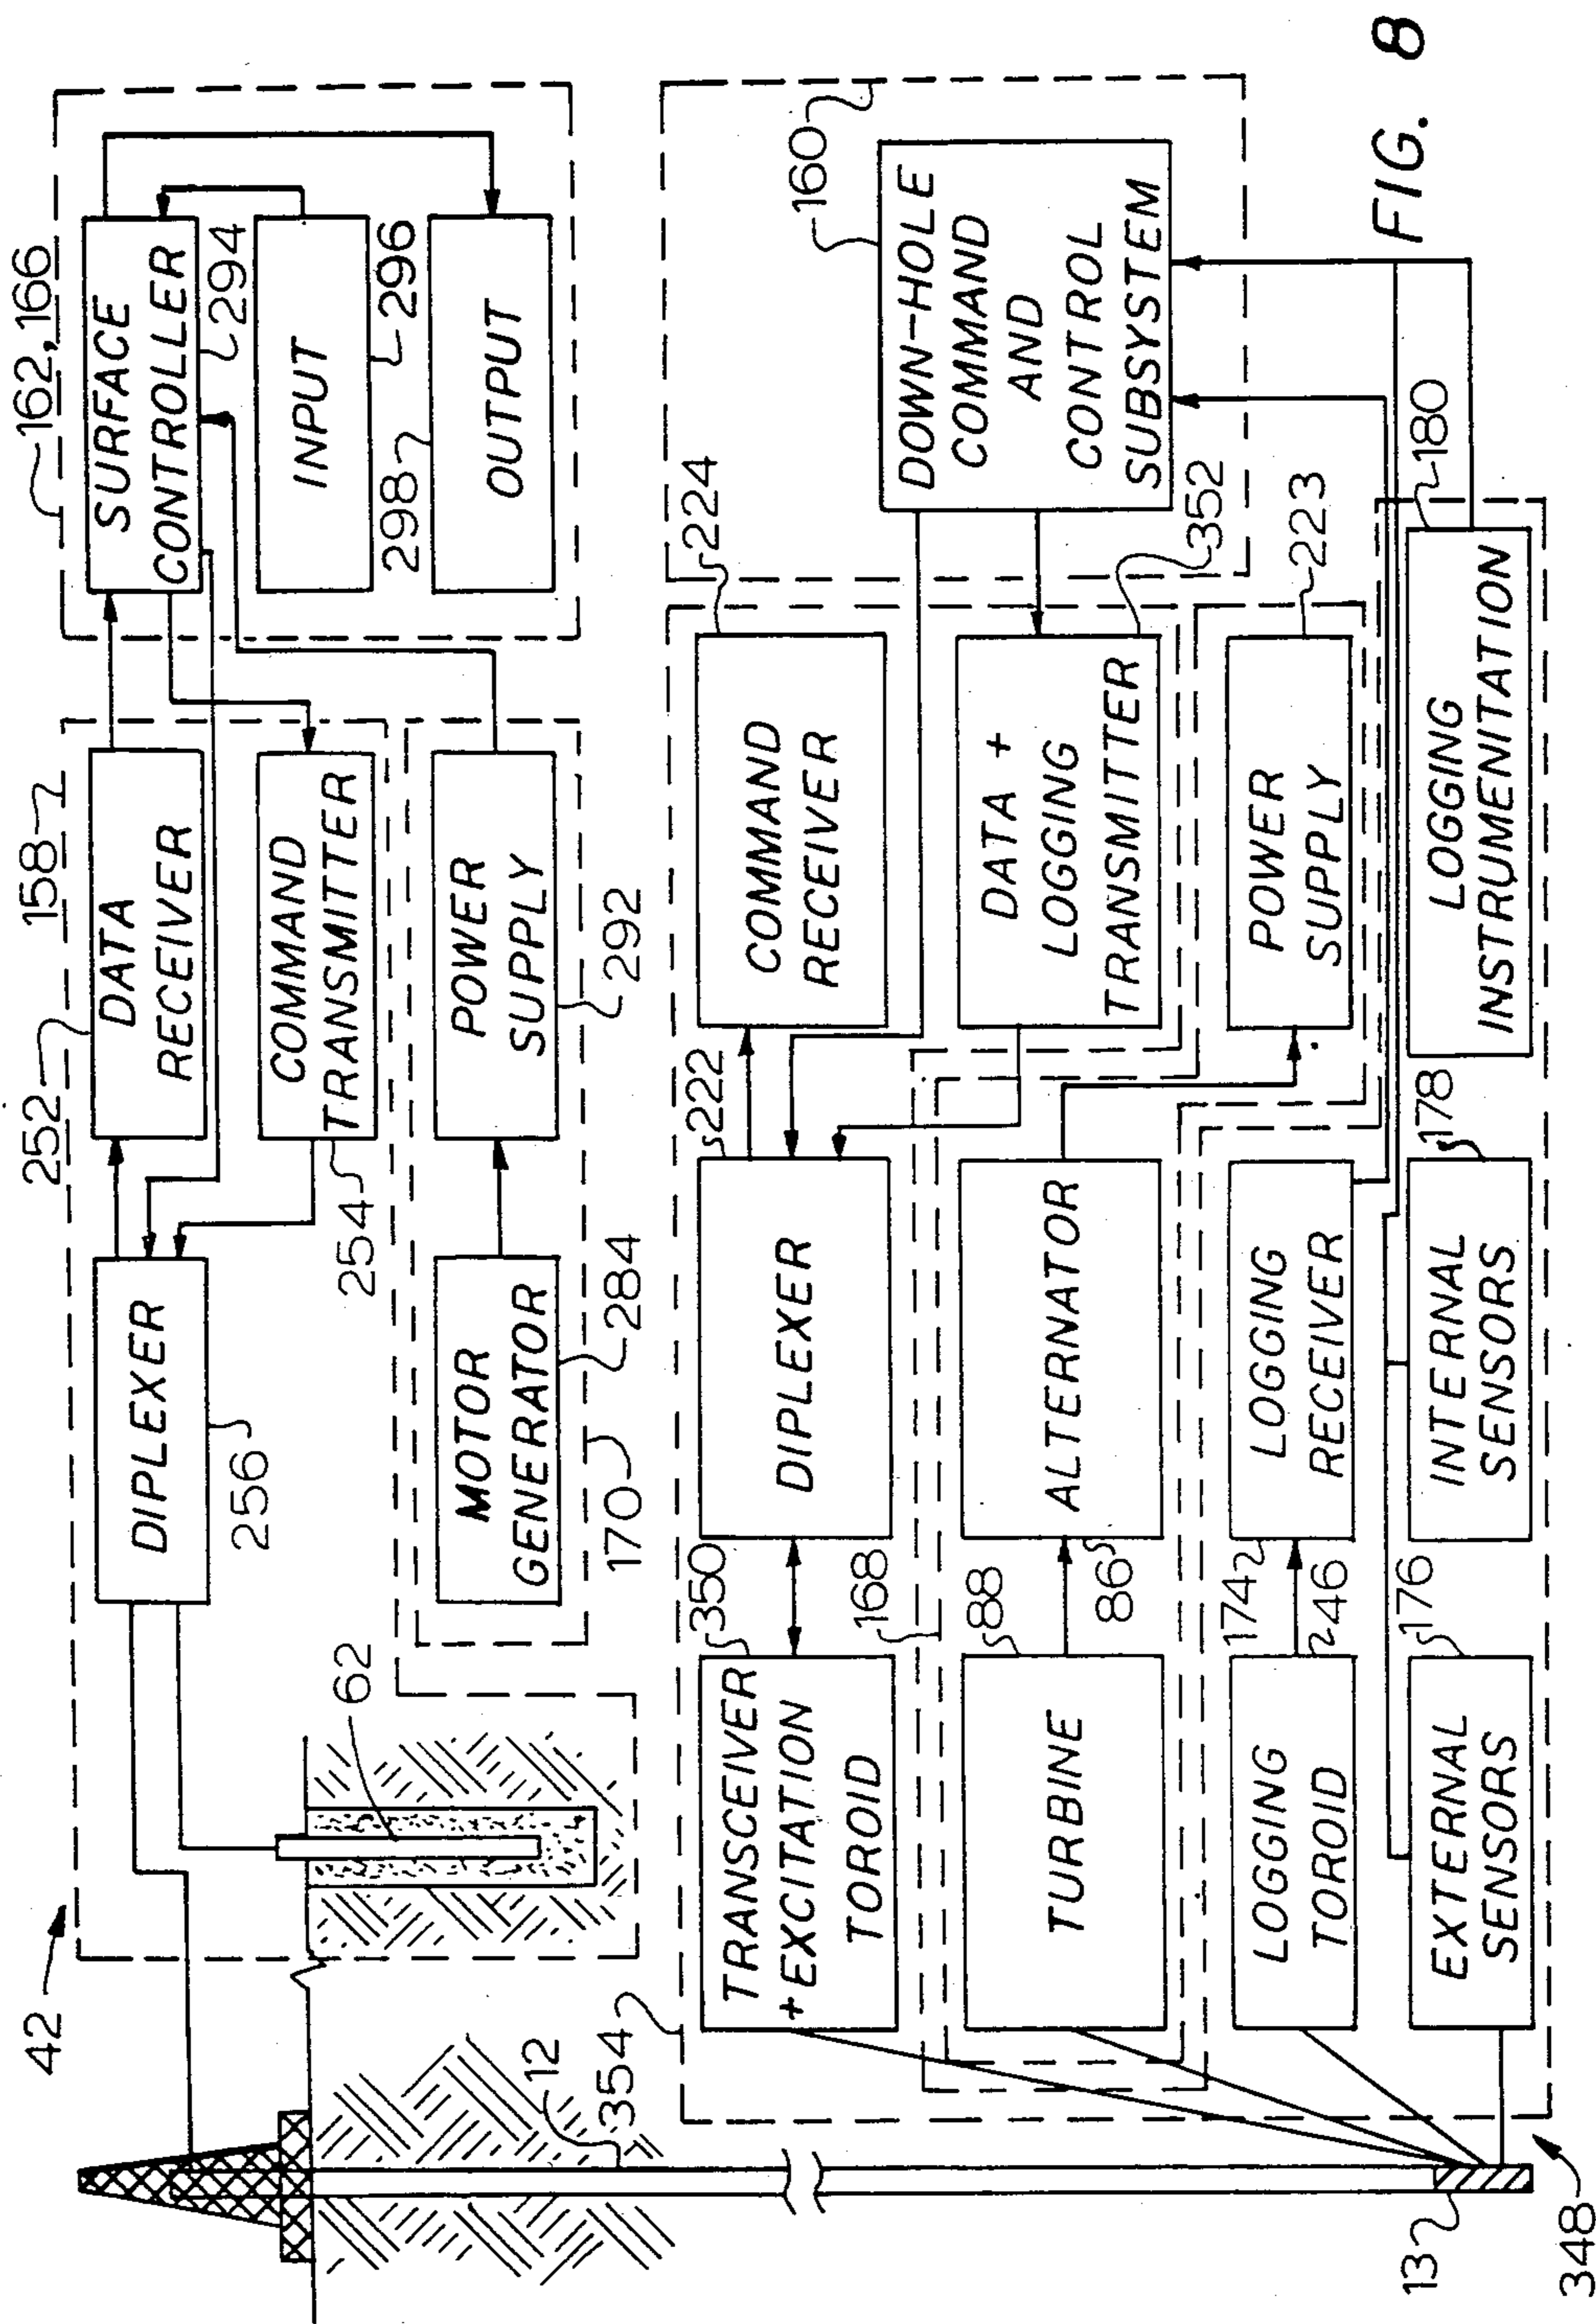 42
252
158
162, 166
DIPLEXER
256
DATA
RECEIVER
SURFACE
CONTROLLER
294
COMMAND
TRANSMITTER
254
INPUT
296
62
MOTOR
GENERATOR
284
170
POWER
SUPPLY
292
298
OUTPUT
12
354
350
TRANSCEIVER
+EXCITATION
TOROID
222
DIPLEXER
224
COMMAND
RECEIVER
160
DOWN-HOLE
COMMAND
AND
CONTROL
SUBSYSTEM
168
88
TURBINE
86
ALTERNATOR
DATA +
LOGGING
TRANSMITTER
352
174
LOGGING
TOROID
46
LOGGING
RECEIVER
POWER
SUPPLY
223
176
EXTERNAL
SENSORS
178
INTERNAL
SENSORS
180
LOGGING
INSTRUMENITATION
13
348
FIG. 8